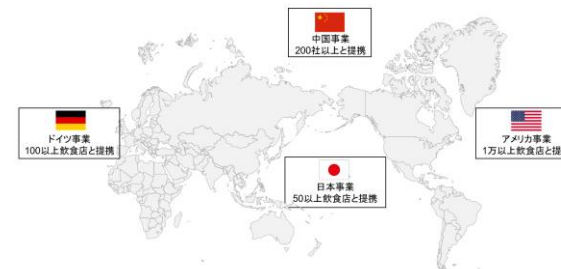 中国事業
200社以上と提携
ドイツ事業
100以上飲食店と提携
アメリカ事業
1万以上飲食店と提
日本事業
50以上飲食店と提携